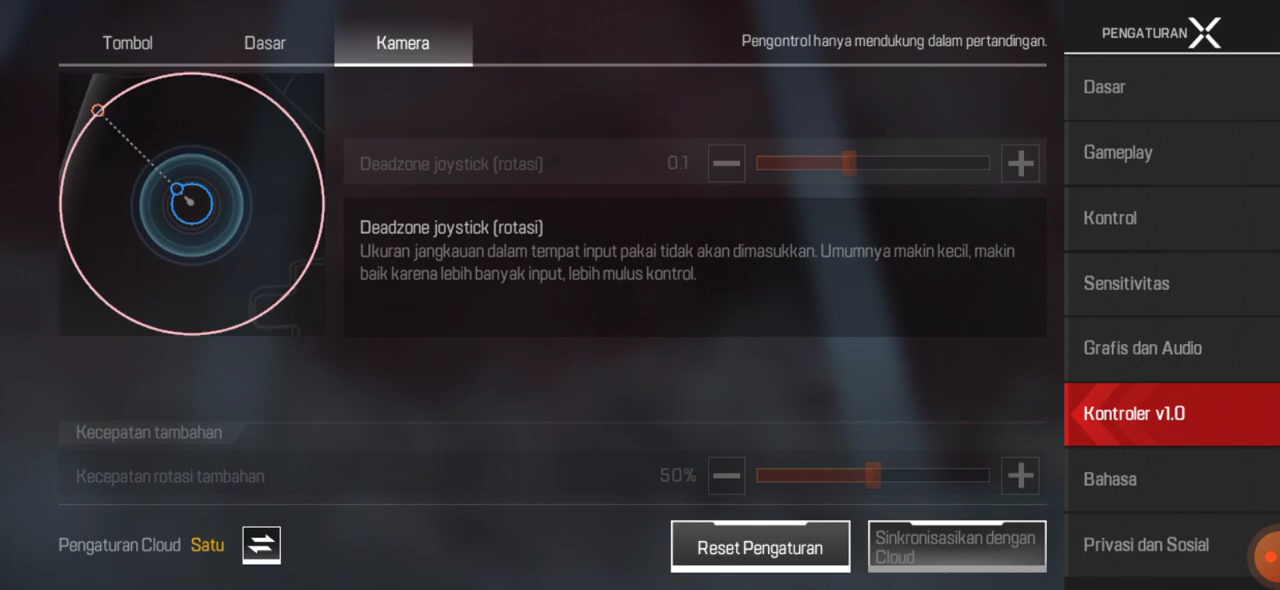 Tombol
Dasar
Kamera
Pengontrol hanya mendukung dalam pertandingan.
PENGATURAN
Deadzone joystick (rotasi)
0.1
Deadzone joystick (rotasi)
Ukuran jangkauan dalam tempat input pakai tidak akan dimasukkan. Umumnya makin kecil, makin
baik karena lebih banyak input, lebih mulus kontrol.
Kecepatan tambahan
Kecepatan rotasi tambahan
50%
Pengaturan Cloud Satu
Reset Pengaturan
Sinkronisasikan dengan
Cloud
Dasar
Gameplay
Kontrol
Sensitivitas
Grafis dan Audio
Kontroler v1.0
Bahasa
Privasi dan Sosial